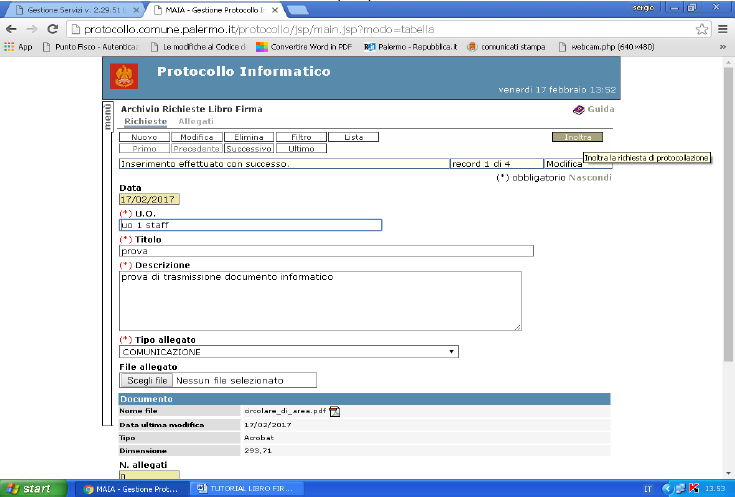 Gestione Servizi v. 2.29.51 MAIA - Gestione Protocollo I sergio
protocollo.comune.palermo.it/protocollo/jsp/main.jsp?modo=tabella
App Punto Fisco - Autenticaz Le modifiche al Codice d Convertire Word in PDF Palermo - Repubblica.it comunicati stampa webcam.php (640×480) »
Protocollo Informatico
venerdì 17 febbraio 13:52
menù
Archivio Richieste Libro Firma Guida
Richieste Allegati
Nuovo Modifica Elimina Filtro Lista Inoltra
Primo Precedente Successivo Ultimo
Inoltra la richiesta di protocollazione
Inserimento effettuato con successo. record 1 di 4 Modifica
(*) obbligatorio Nascondi
Data
17/02/2017
(*) U.O.
uo 1 staff
(*) Titolo
prova
(*) Descrizione
prova di trasmissione documento informatico
(*) Tipo allegato
COMUNICAZIONE
File allegato
Scegli file Nessun file selezionato
Documento
Nome file circolare_di_area.pdf
Data ultima modifica 17/02/2017
Tipo Acrobat
Dimensione 293,71
N. allegati
0
start MAIA - Gestione Prot... TUTORIAL LIBRO FIR... IT 13.53